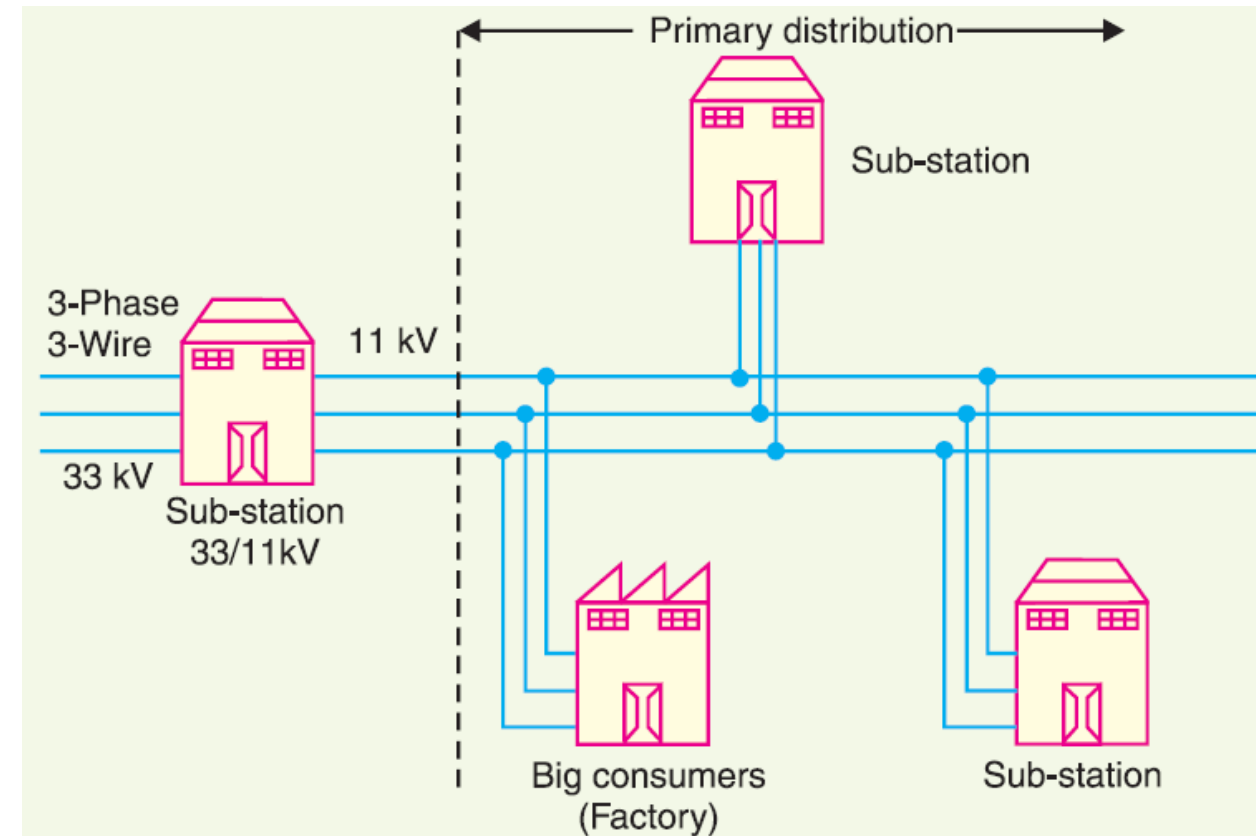 Primary distribution
Sub-station
3-Phase
3-Wire
11 kV
33 kV
Sub-station
33/11kV
Big consumers
(Factory)
Sub-station